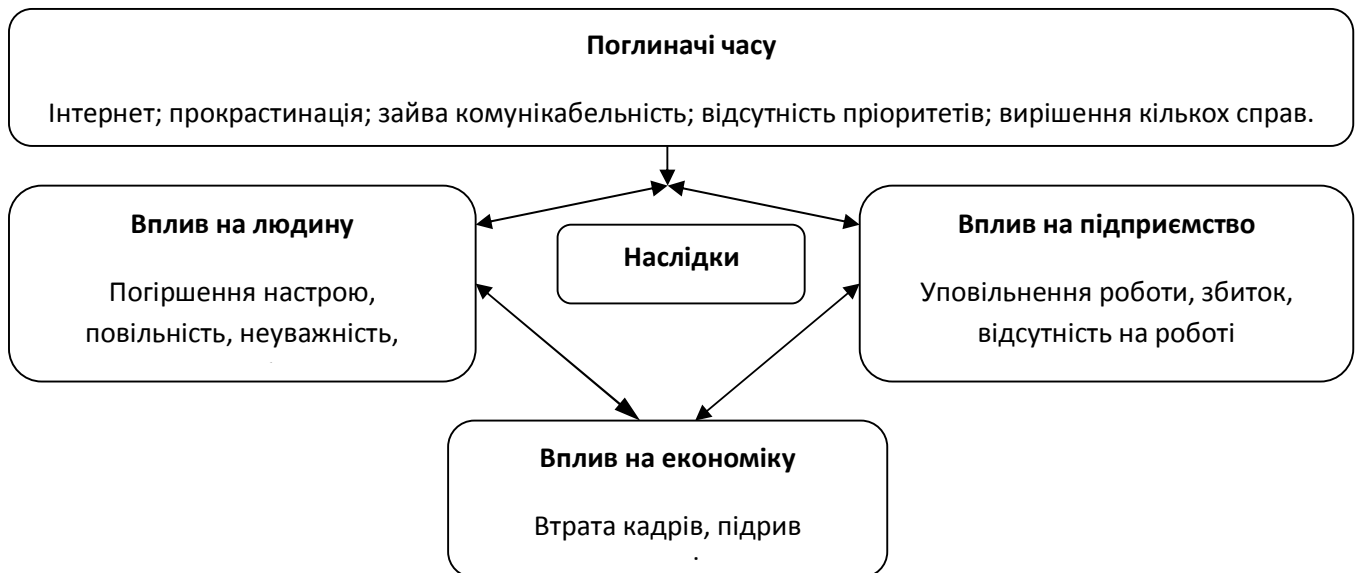 Поглиначі часу
Інтернет; прокрастинація; зайва комунікабельність; відсутність пріоритетів; вирішення кількох справ.
Вплив на людину
Погіршення настрою,
повільність, неуважність,
Наслідки
Вплив на підприємство
Уповільнення роботи, збиток,
відсутність на роботі
Вплив на економіку
Втрата кадрів, підрив